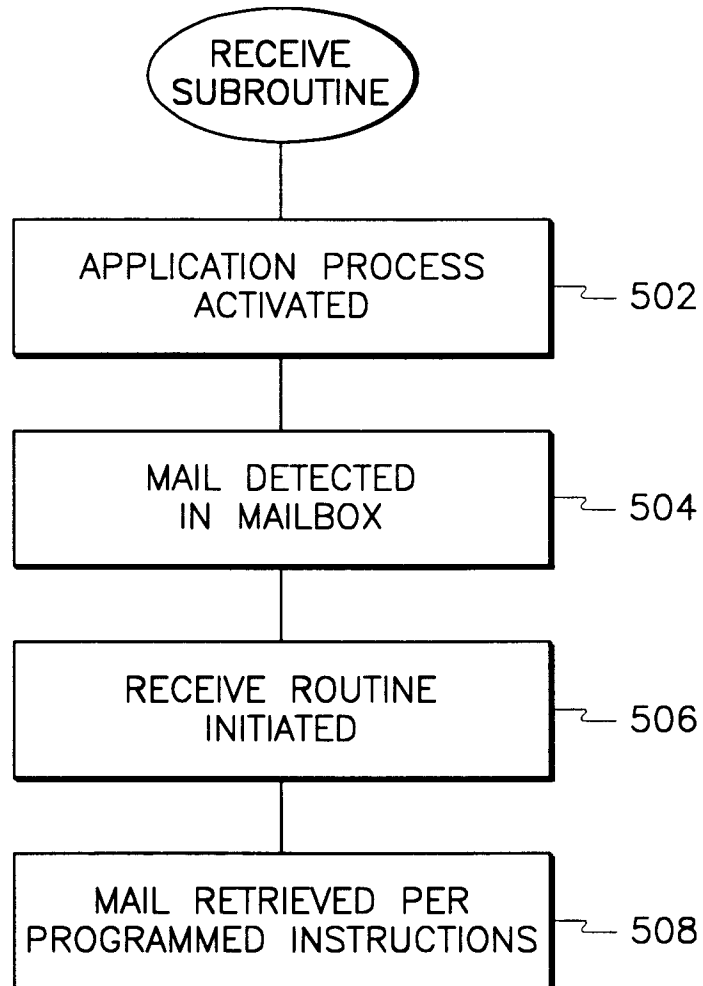 RECEIVE
SUBROUTINE
APPLICATION PROCESS
ACTIVATED
502
MAIL DETECTED
IN MAILBOX
504
RECEIVE ROUTINE
INITIATED
506
MAIL RETRIEVED PER
PROGRAMMED INSTRUCTIONS
508